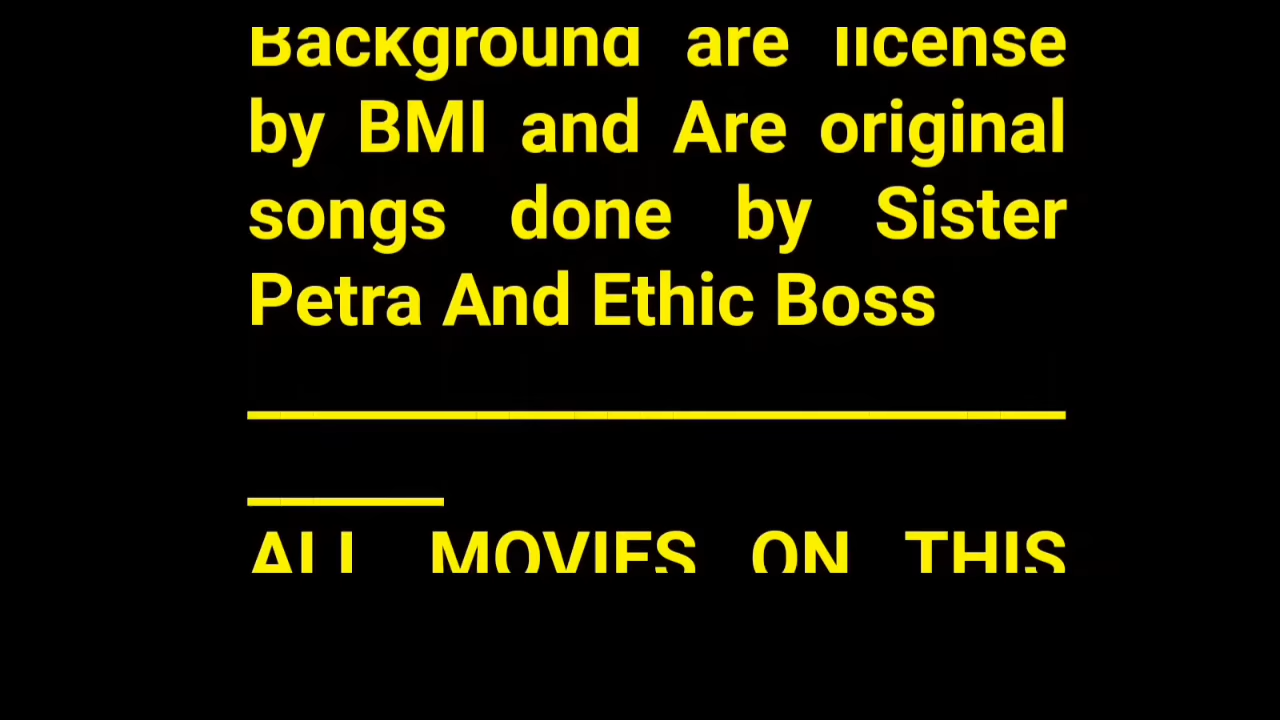 Background are license
by BMI and Are original
songs done by Sister
Petra And Ethic Boss
ALL MOVIES ON THIS